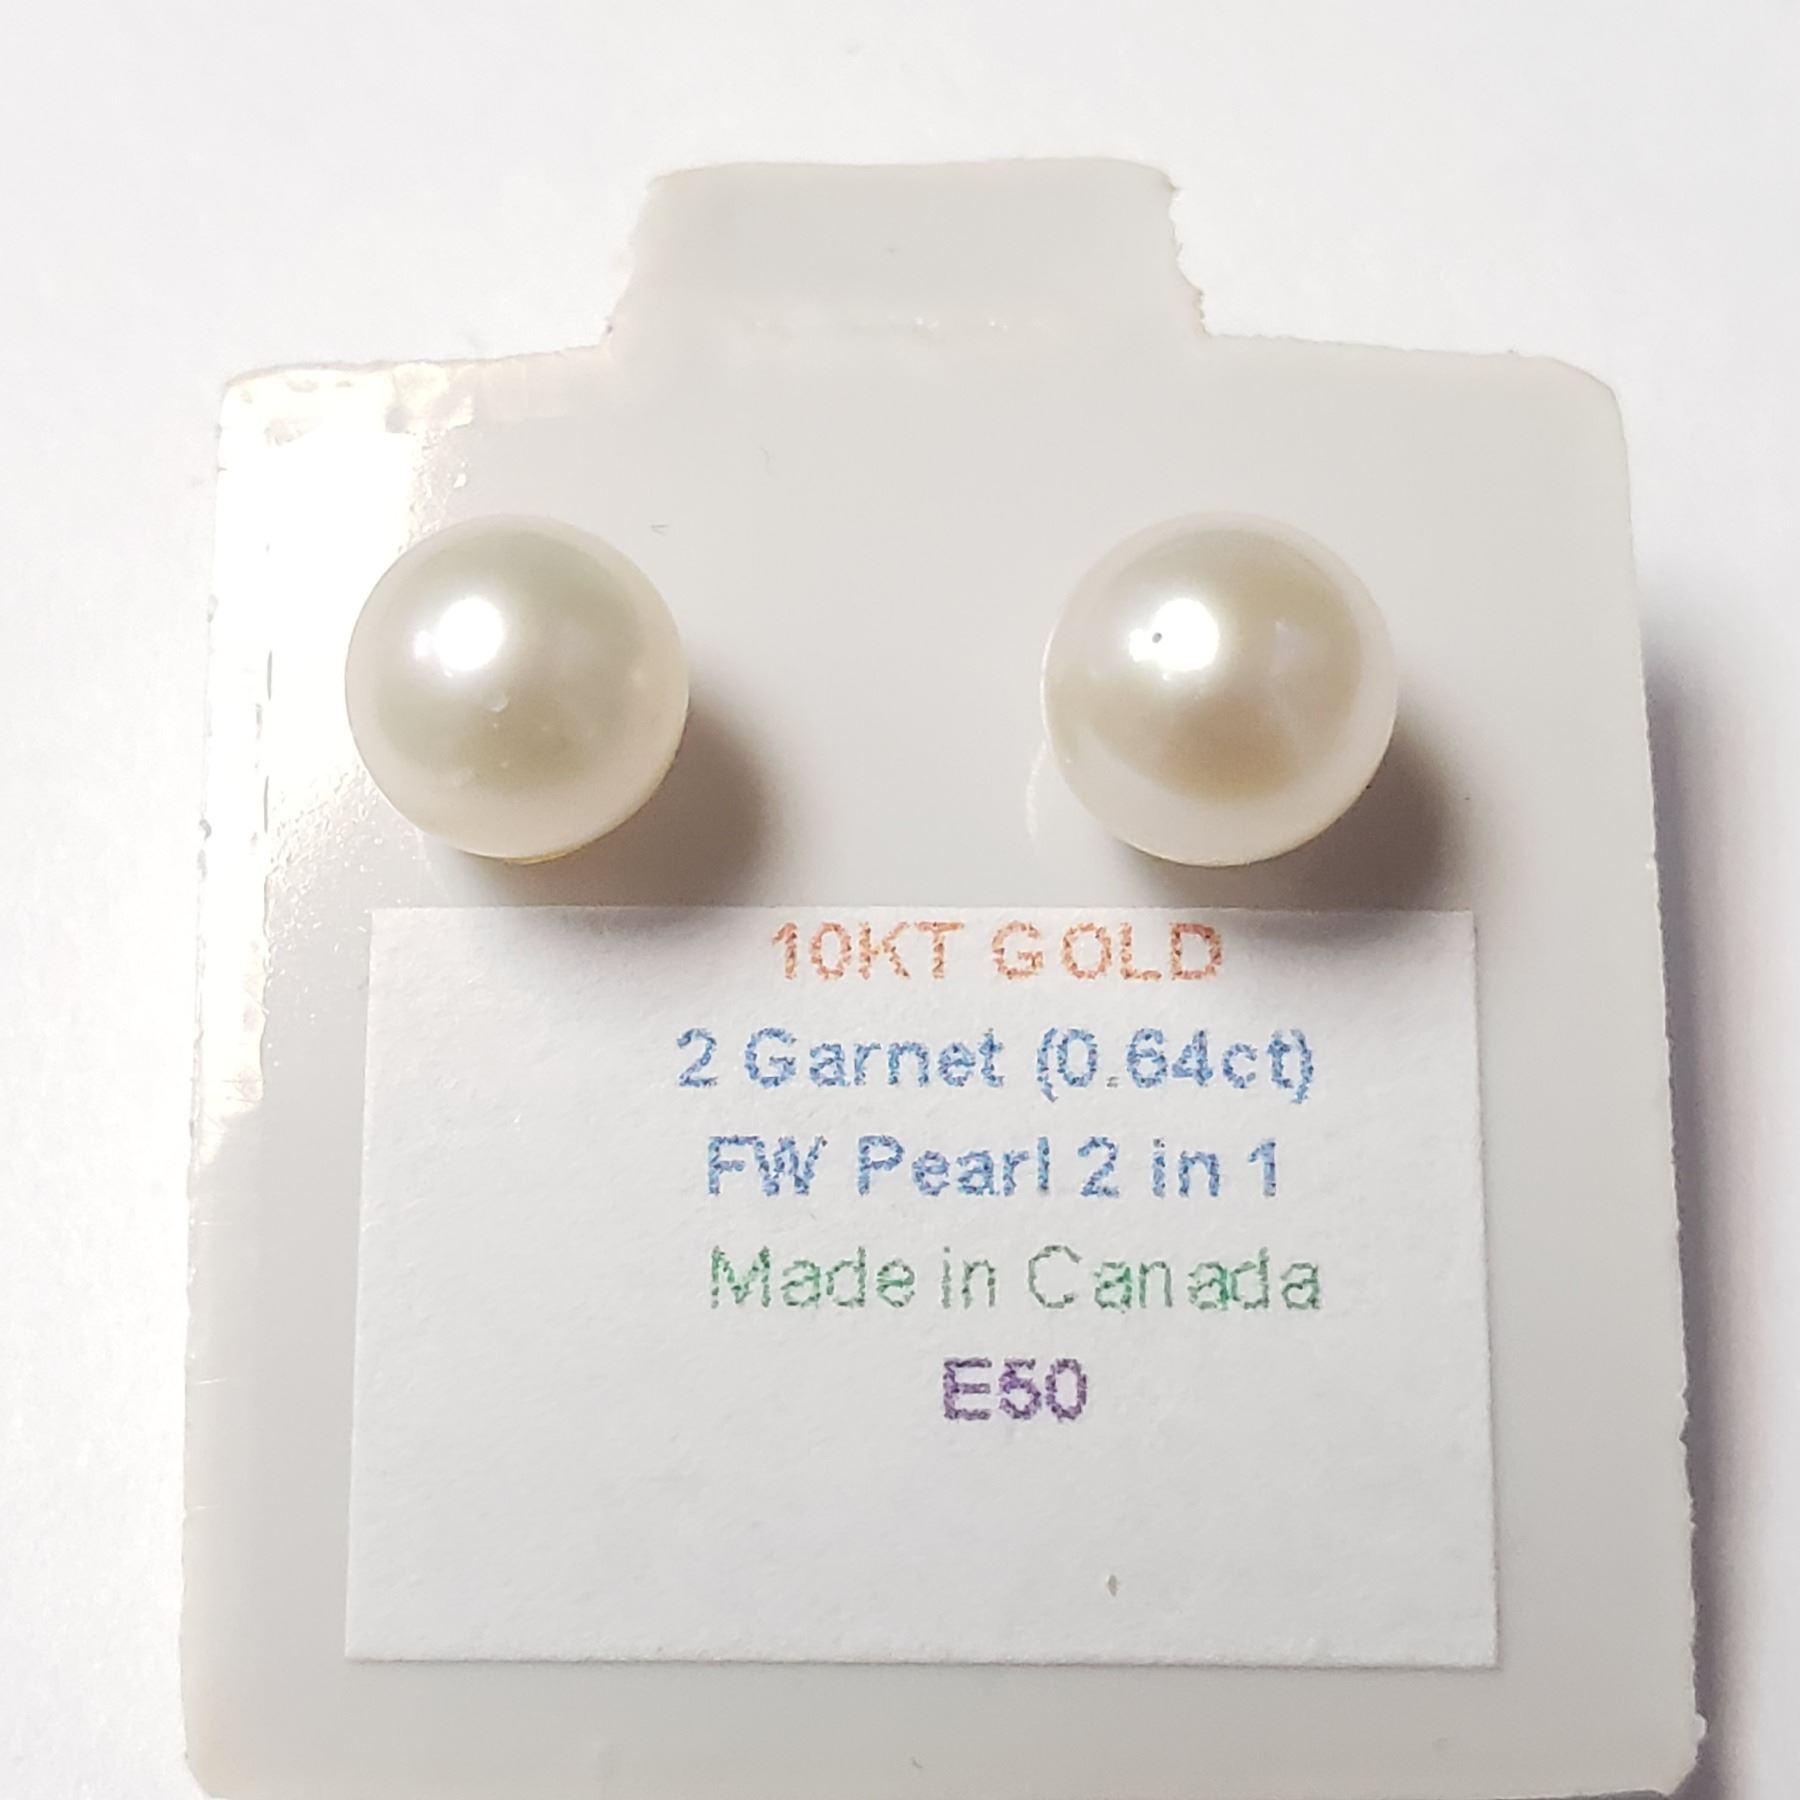 10KT GOLD
2 Garnet (0.64ct)
FW Pearl 2 in 1
Made in Canada
E50